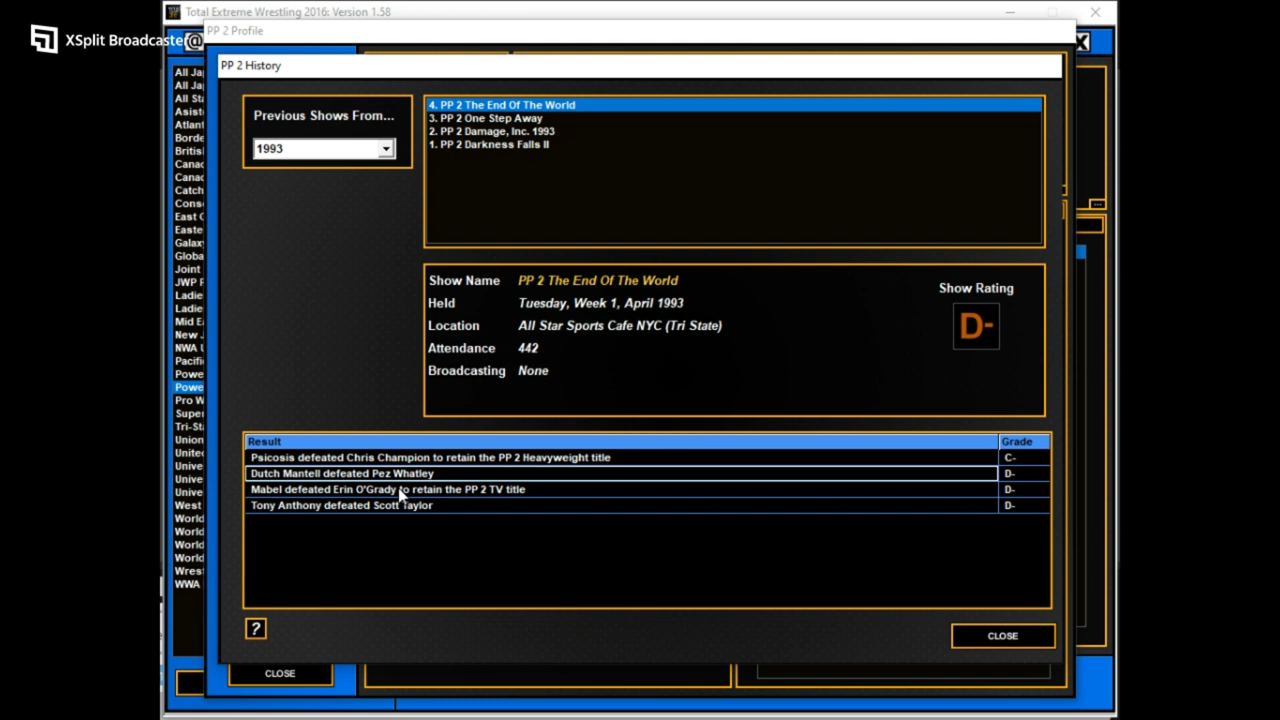 Total Extreme Wrestling 2016: Version 1.58
XSplit Broadcaster
PP 2 Profile
X
PP 2 History
All Ja
All Ja
All Sta
Asist
Atlant
Borde
Britis
Canac
Canac
Catch
Conse
East C
Easte
Galax
Globa
Joint
JWP F
Ladie
Ladie
Mid E
New J
NWA U
Pacifi
Powe
Powe
Pro W
Super
Tri-St
Union
United
Unive
Unive
Unive
West
World
World
World
World
Wrest
WWA
Previous Shows From...
1993
4. PP 2 The End Of The World
3. PP 2 One Step Away
2. PP 2 Damage, Inc. 1993
1. PP 2 Darkness Falls II
Show Name PP 2 The End Of The World
Held Tuesday, Week 1, April 1993
Location All Star Sports Cafe NYC (Tri State)
Attendance 442
Broadcasting None
Show Rating
D-
Result Grade
Psicosis defeated Chris Champion to retain the PP 2 Heavyweight title C-
Dutch Mantell defeated Pez Whatley D-
Mabel defeated Erin O'Grady to retain the PP 2 TV title D-
Tony Anthony defeated Scott Taylor D-
?
CLOSE
CLOSE